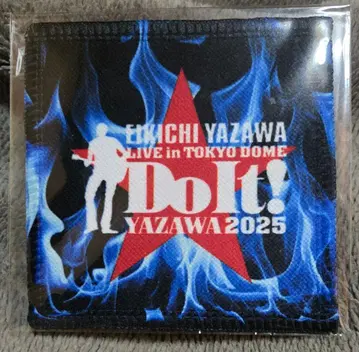 EIKICHI YAZAWA
LIVE in TOKYO DOME
Do It!
YAZAWA 2025